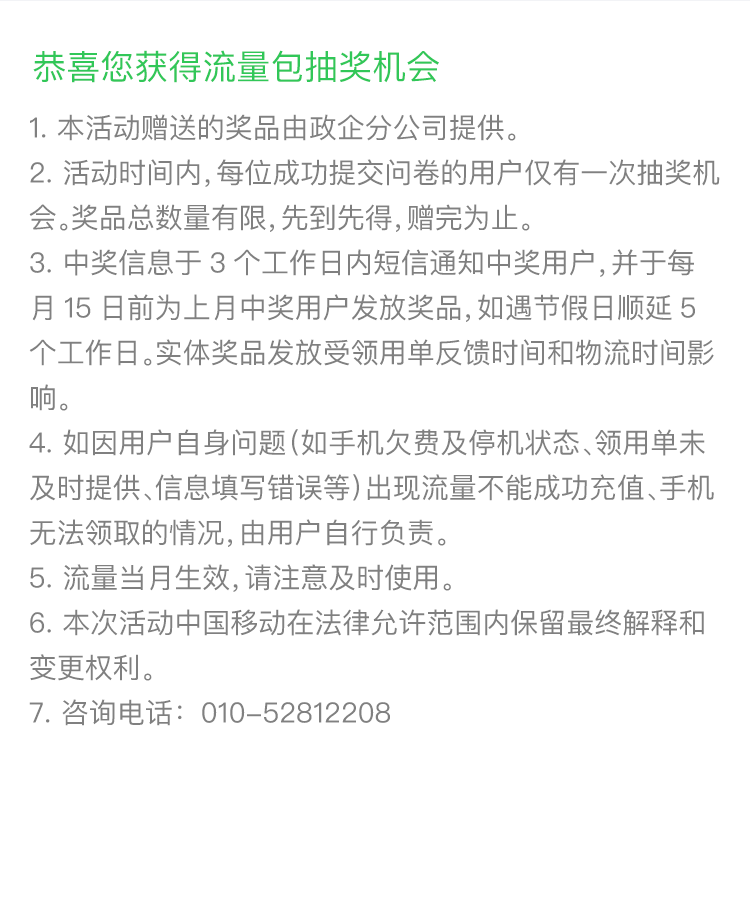 恭喜您获得流量包抽奖机会
1. 本活动赠送的奖品由政企分公司提供。
2. 活动时间内，每位成功提交问卷的用户仅有一次抽奖机
会。奖品总数量有限，先到先得，赠完为止。
3. 中奖信息于 3 个工作日内短信通知中奖用户，并于每
月 15 日前为上月中奖用户发放奖品，如遇节假日顺延 5
个工作日。实体奖品发放受领用单反馈时间和物流时间影
响。
4. 如因用户自身问题（如手机欠费及停机状态、领用单未
及时提供、信息填写错误等）出现流量不能成功充值、手机
无法领取的情况，由用户自行负责。
5. 流量当月生效，请注意及时使用。
6. 本次活动中国移动在法律允许范围内保留最终解释和
变更权利。
7. 咨询电话：010-52812208